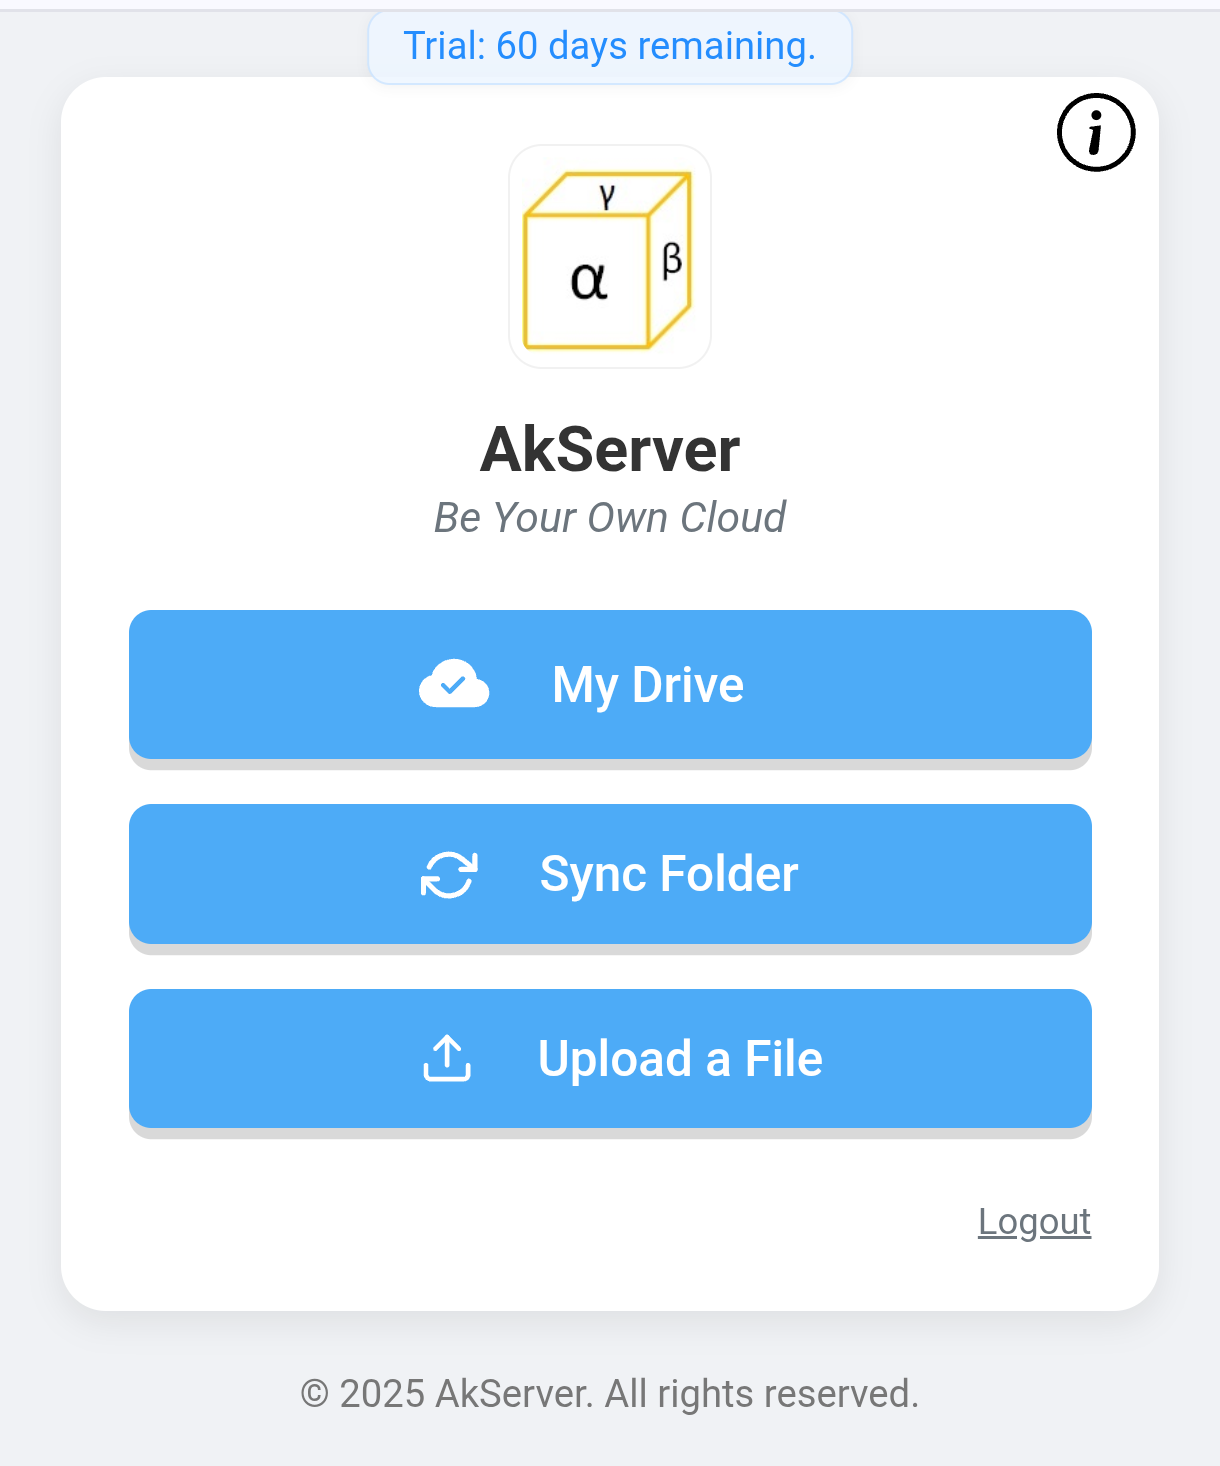 Trial: 60 days remaining.
i
γ
β
α
AkServer
Be Your Own Cloud
My Drive
Sync Folder
Upload a File
Logout
© 2025 AkServer. All rights reserved.